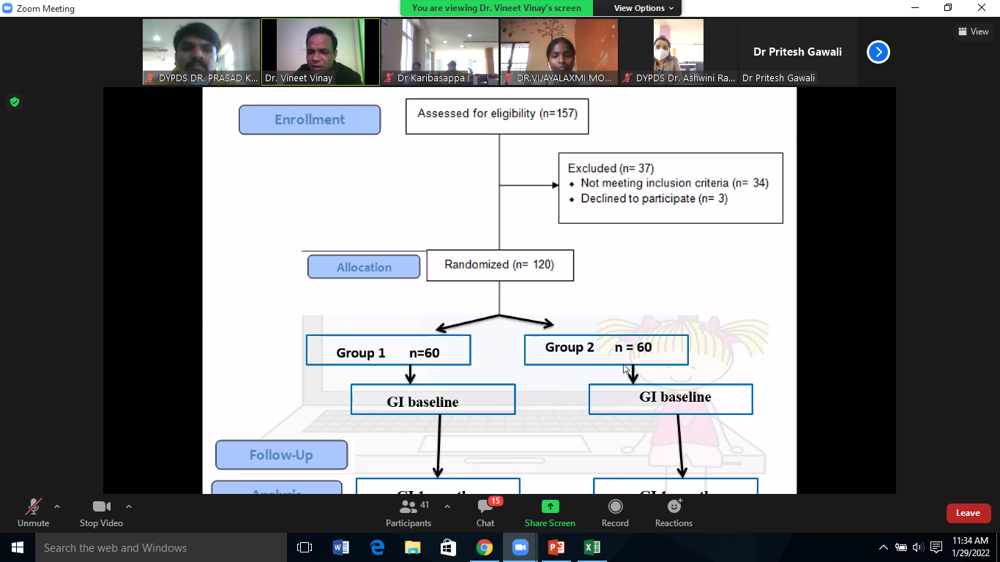 Zoom Meeting
You are viewing Dr. Vineet Vinay's screen
View Options
View
DYPDS DR. PRASAD K...
Dr. Vineet Vinay
Dr Karibasappa
DR.VIJAYALAXMI MO...
DYPDS Dr. Ashwini Ra...
Dr Pritesh Gawali
Dr Pritesh Gawali
Enrollment
Assessed for eligibility (n=157)
Excluded (n= 37)
♦ Not meeting inclusion criteria (n= 34)
♦ Declined to participate (n= 3)
Allocation
Randomized (n= 120)
Group 1 n=60
Group 2 n = 60
GI baseline
GI baseline
Follow-Up
Analysis
Unmute
Stop Video
41
Participants
15
Chat
Share Screen
Record
Reactions
Leave
Search the web and Windows
11:34 AM
1/29/2022